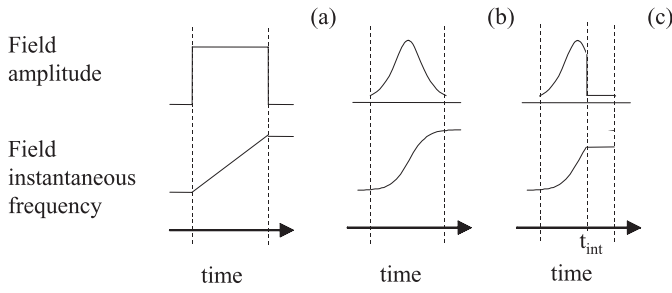 (a) (b) (c)
Field
amplitude
Field
instantaneous
frequency
t_int
time time time